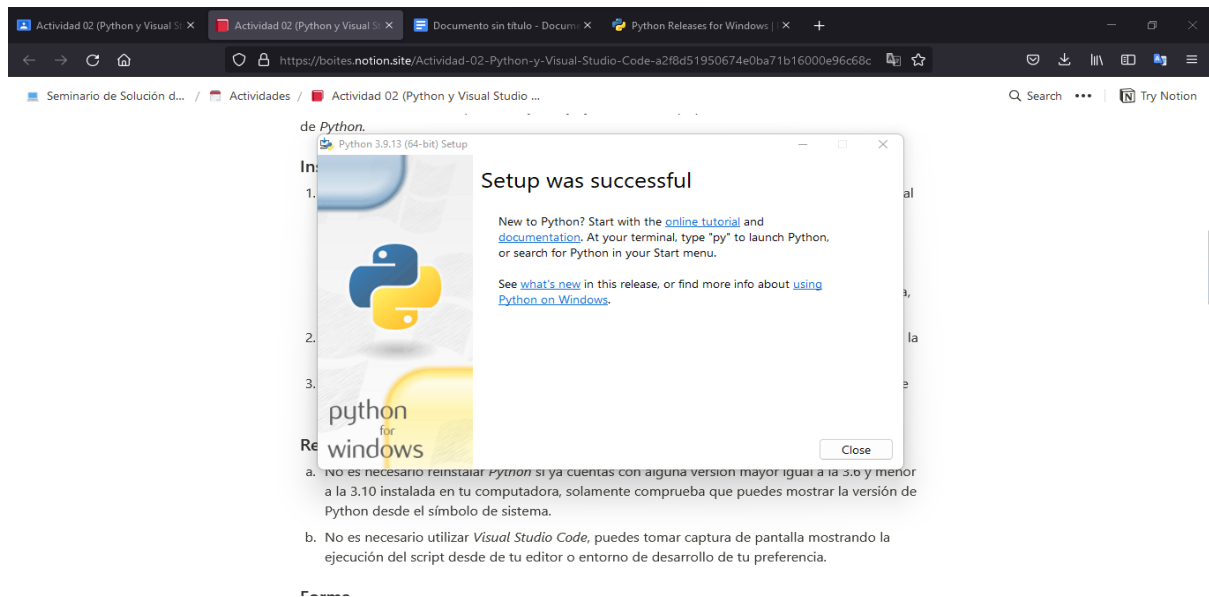 Actividad 02 (Python y Visual St
Actividad 02 (Python y Visual St
Documento sin título - Docume
Python Releases for Windows |
https://boites.notion.site/Actividad-02-Python-y-Visual-Studio-Code-a2f8d51950674e0ba71b16000e96c68c
Seminario de Solución d... / Actividades / Actividad 02 (Python y Visual Studio ...
Search ••• Try Notion
de Python.
Python 3.9.13 (64-bit) Setup
Ins
1.
al
Setup was successful
New to Python? Start with the online tutorial and
documentation. At your terminal, type "py" to launch Python,
or search for Python in your Start menu.
See what's new in this release, or find more info about using
Python on Windows.
a,
2.
la
3.
e
python
for
windows
Re
Close
a. No es necesario reinstalar Python si ya cuentas con alguna versión mayor igual a la 3.6 y menor
a la 3.10 instalada en tu computadora, solamente comprueba que puedes mostrar la versión de
Python desde el símbolo de sistema.
b. No es necesario utilizar Visual Studio Code, puedes tomar captura de pantalla mostrando la
ejecución del script desde de tu editor o entorno de desarrollo de tu preferencia.